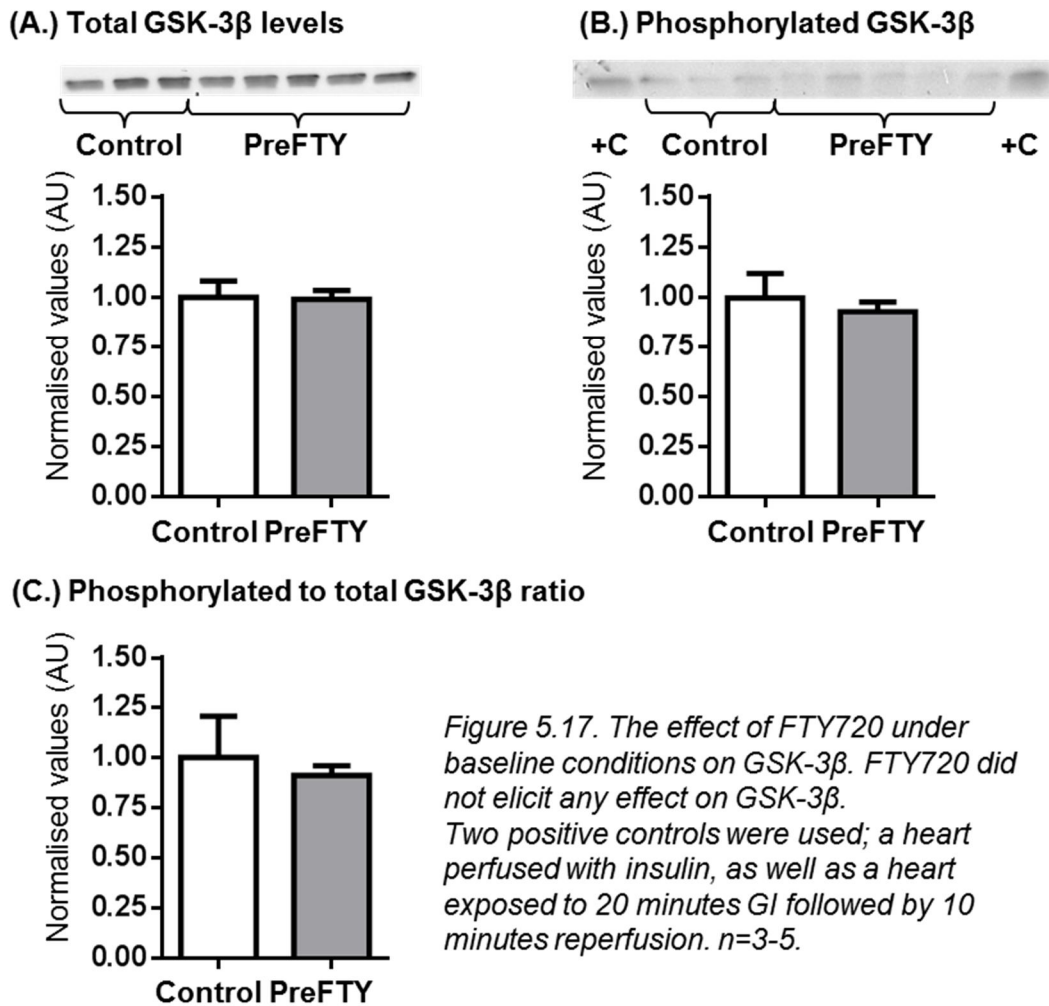 (A.) Total GSK-3β levels
Control PreFTY
Normalised values (AU)
1.50
1.25
1.00
0.75
0.50
0.25
0.00
Control PreFTY
(B.) Phosphorylated GSK-3β
+C Control PreFTY +C
Normalised values (AU)
1.50
1.25
1.00
0.75
0.50
0.25
0.00
Control PreFTY
(C.) Phosphorylated to total GSK-3β ratio
Normalised values (AU)
1.50
1.25
1.00
0.75
0.50
0.25
0.00
Control PreFTY
Figure 5.17. The effect of FTY720 under
baseline conditions on GSK-3β. FTY720 did
not elicit any effect on GSK-3β.
Two positive controls were used; a heart
perfused with insulin, as well as a heart
exposed to 20 minutes GI followed by 10
minutes reperfusion. n=3-5.